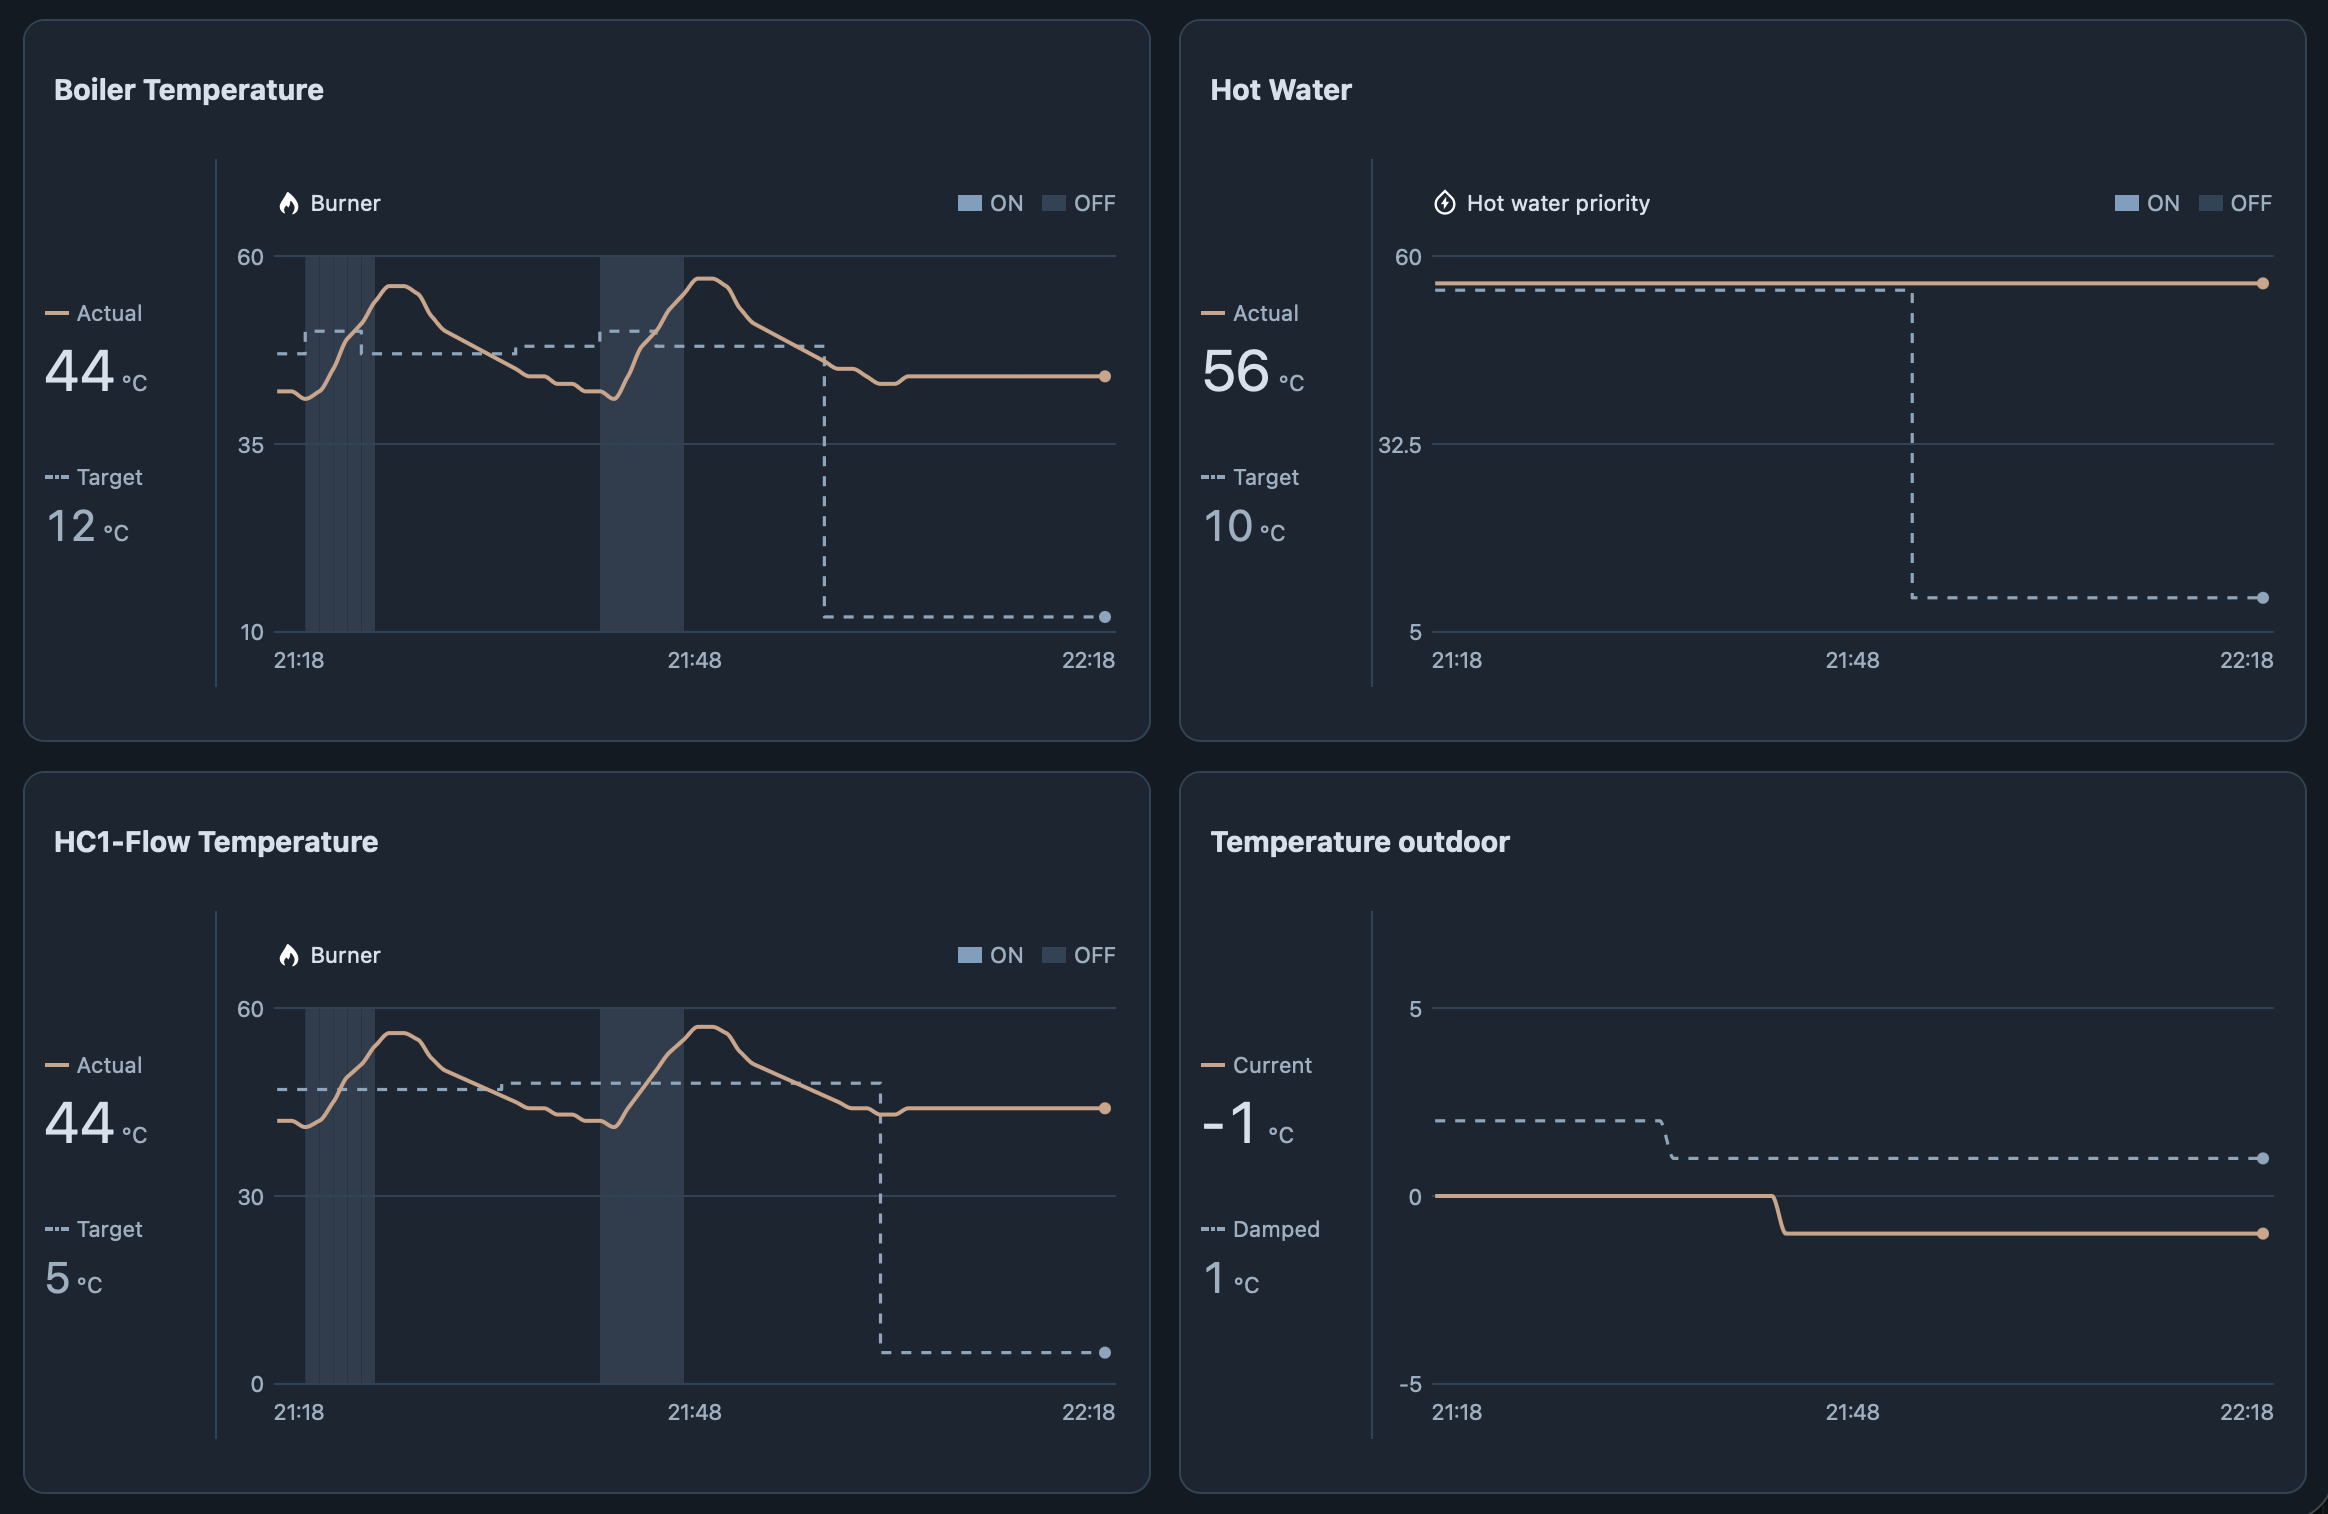 Boiler Temperature
Burner
ON OFF
Actual
44 °C
Target
12 °C
60
35
10
21:18 21:48 22:18
Hot Water
Hot water priority
ON OFF
Actual
56 °C
Target
10 °C
60
32.5
5
21:18 21:48 22:18
HC1-Flow Temperature
Burner
ON OFF
Actual
44 °C
Target
5 °C
60
30
0
21:18 21:48 22:18
Temperature outdoor
Current
-1 °C
Damped
1 °C
5
0
-5
21:18 21:48 22:18